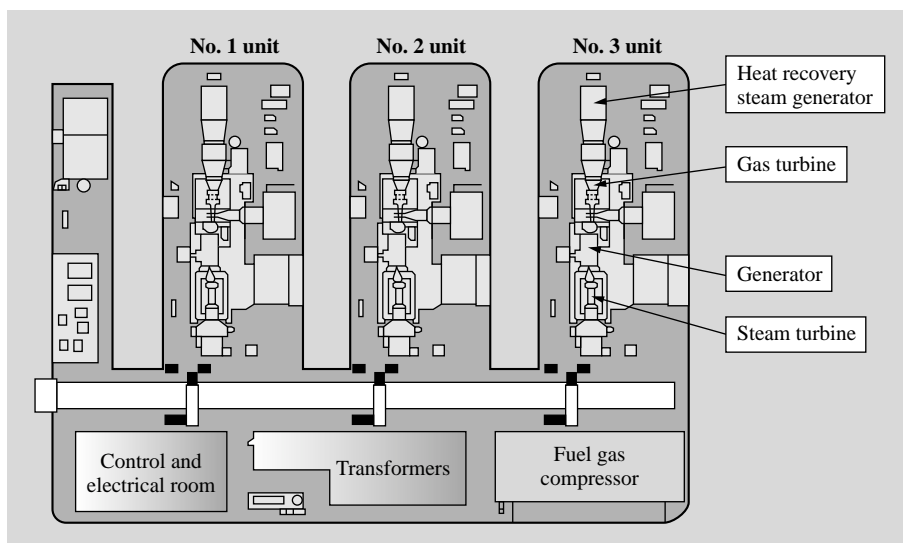 No. 1 unit
No. 2 unit
No. 3 unit
Heat recovery
steam generator
Gas turbine
Generator
Steam turbine
Control and
electrical room
Transformers
Fuel gas
compressor